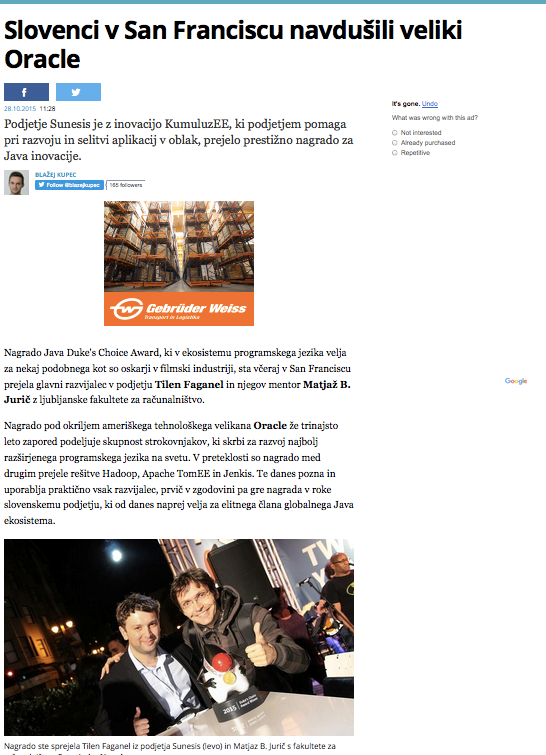 Slovenci v San Franciscu navdušili veliki
Oracle
28.10.2015 11:28
Podjetje Sunesis je z inovacijo KumuluzEE, ki podjetjem pomaga
pri razvoju in selitvi aplikacij v oblak, prejelo prestižno nagrado za
Java inovacije.
BLAŽEJ KUPEC
Follow @blazejkupec
165 followers
It's gone. Undo
What was wrong with this ad?
Not interested
Already purchased
Repetitive
Gebrüder Weiss
Transport in Logistika
Google
Nagrado Java Duke's Choice Award, ki v ekosistemu programskega jezika velja
za nekaj podobnega kot so oskarji v filmski industriji, sta včeraj v San Franciscu
prejela glavni razvijalec v podjetju Tilen Faganel in njegov mentor Matjaž B.
Jurič z ljubljanske fakultete za računalništvo.
Nagrado pod okriljem ameriškega tehnološkega velikana Oracle že trinajsto
leto zapored podeljuje skupnost strokovnjakov, ki skrbi za razvoj najbolj
razširjenega programskega jezika na svetu. V preteklosti so nagrado med
drugim prejele rešitve Hadoop, Apache TomEE in Jenkis. Te danes pozna in
uporablja praktično vsak razvijalec, prvič v zgodovini pa gre nagrada v roke
slovenskemu podjetju, ki od danes naprej velja za elitnega člana globalnega Java
ekosistema.
TW
2015
Nagrado ste sprejela Tilen Faganel iz podjetja Sunesis (levo) in Matjaz B. Jurič s fakultete za